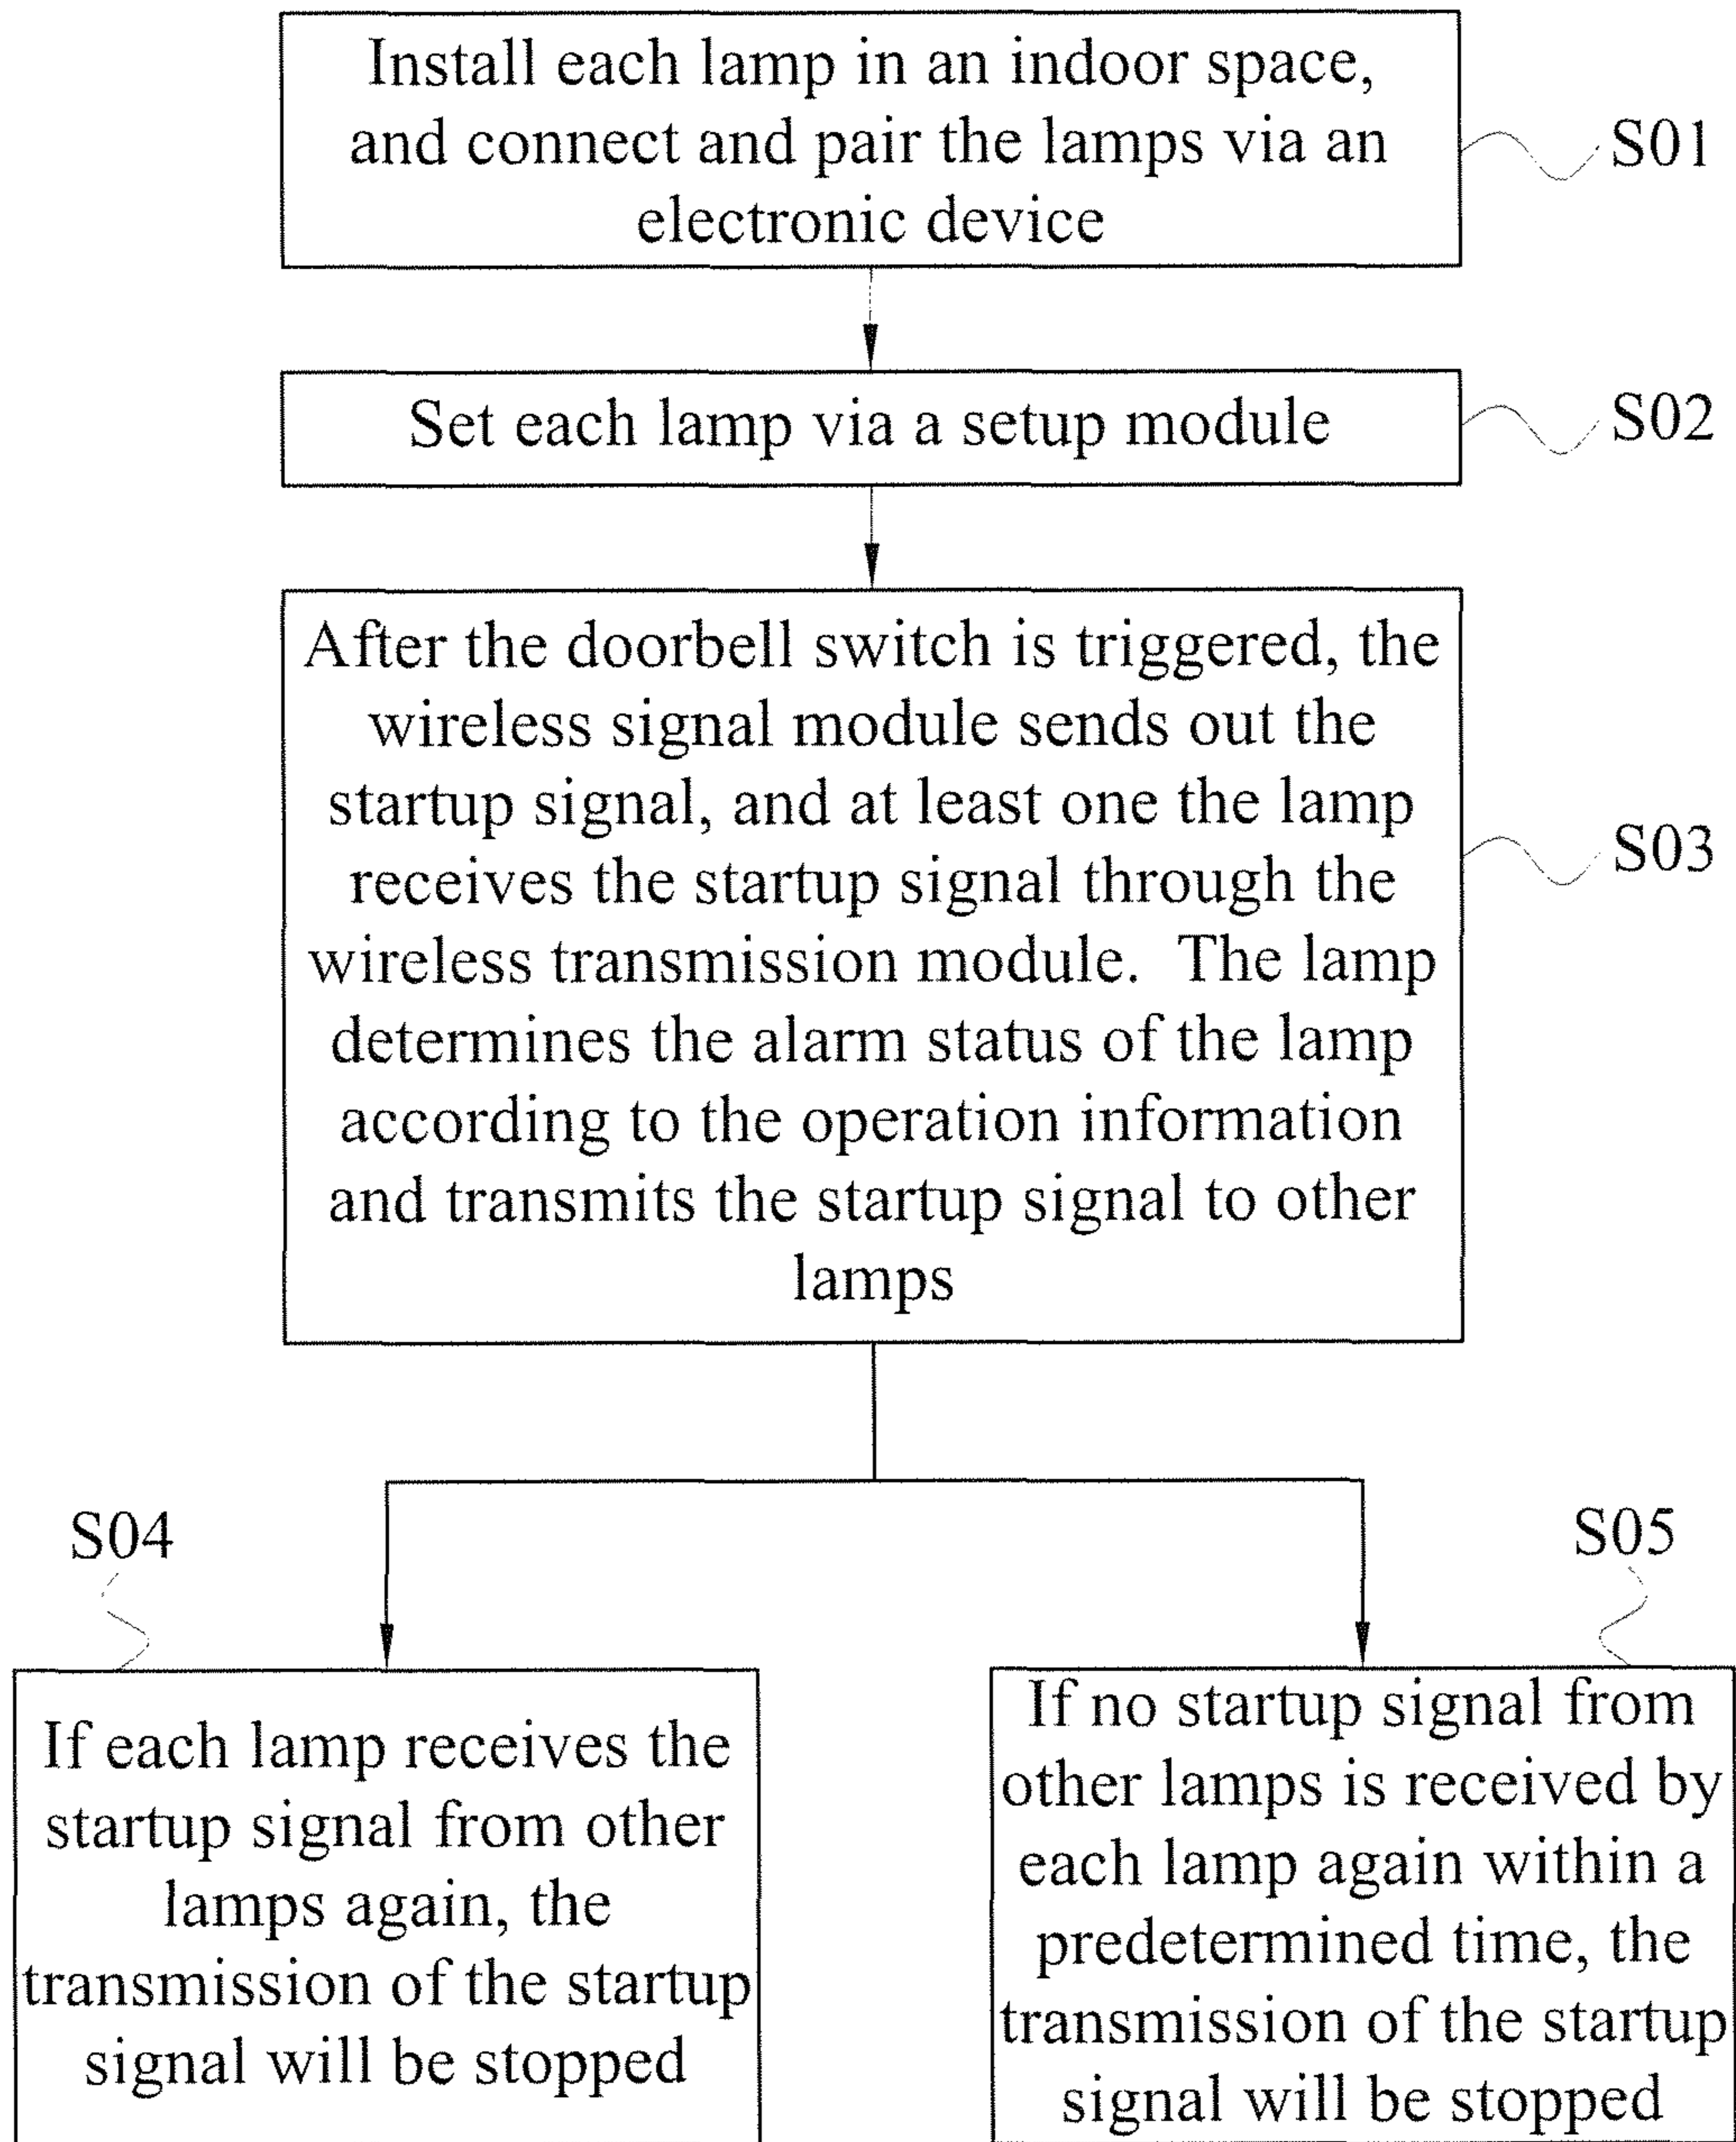 Install each lamp in an indoor space,
and connect and pair the lamps via an
electronic device
S01
Set each lamp via a setup module
S02
After the doorbell switch is triggered, the
wireless signal module sends out the
startup signal, and at least one the lamp
receives the startup signal through the
wireless transmission module. The lamp
determines the alarm status of the lamp
according to the operation information
and transmits the startup signal to other
lamps
S03
S04
If each lamp receives the
startup signal from other
lamps again, the
transmission of the startup
signal will be stopped
S05
If no startup signal from
other lamps is received by
each lamp again within a
predetermined time, the
transmission of the startup
signal will be stopped